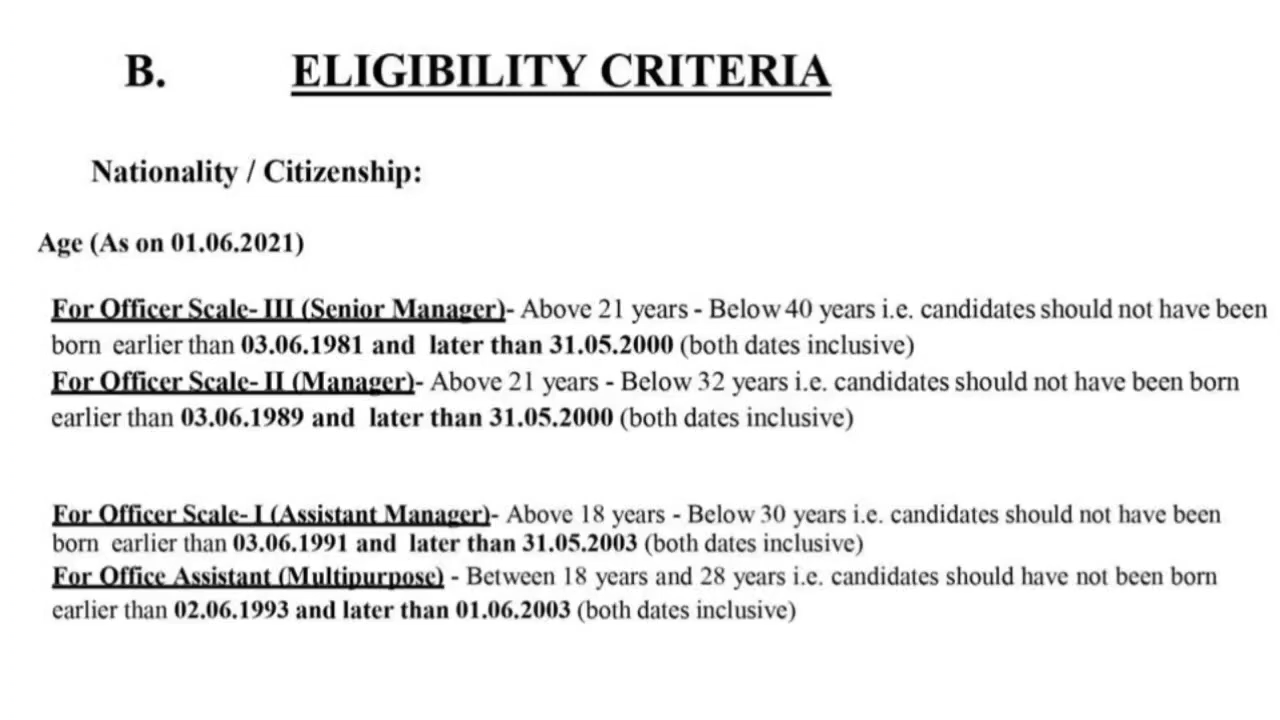 B. ELIGIBILITY CRITERIA
Nationality / Citizenship:
Age (As on 01.06.2021)
For Officer Scale- III (Senior Manager)- Above 21 years - Below 40 years i.e. candidates should not have been
born earlier than 03.06.1981 and later than 31.05.2000 (both dates inclusive)
For Officer Scale- II (Manager)- Above 21 years - Below 32 years i.e. candidates should not have been born
earlier than 03.06.1989 and later than 31.05.2000 (both dates inclusive)
For Officer Scale- I (Assistant Manager)- Above 18 years - Below 30 years i.e. candidates should not have been
born earlier than 03.06.1991 and later than 31.05.2003 (both dates inclusive)
For Office Assistant (Multipurpose) - Between 18 years and 28 years i.e. candidates should have not been born
earlier than 02.06.1993 and later than 01.06.2003 (both dates inclusive)